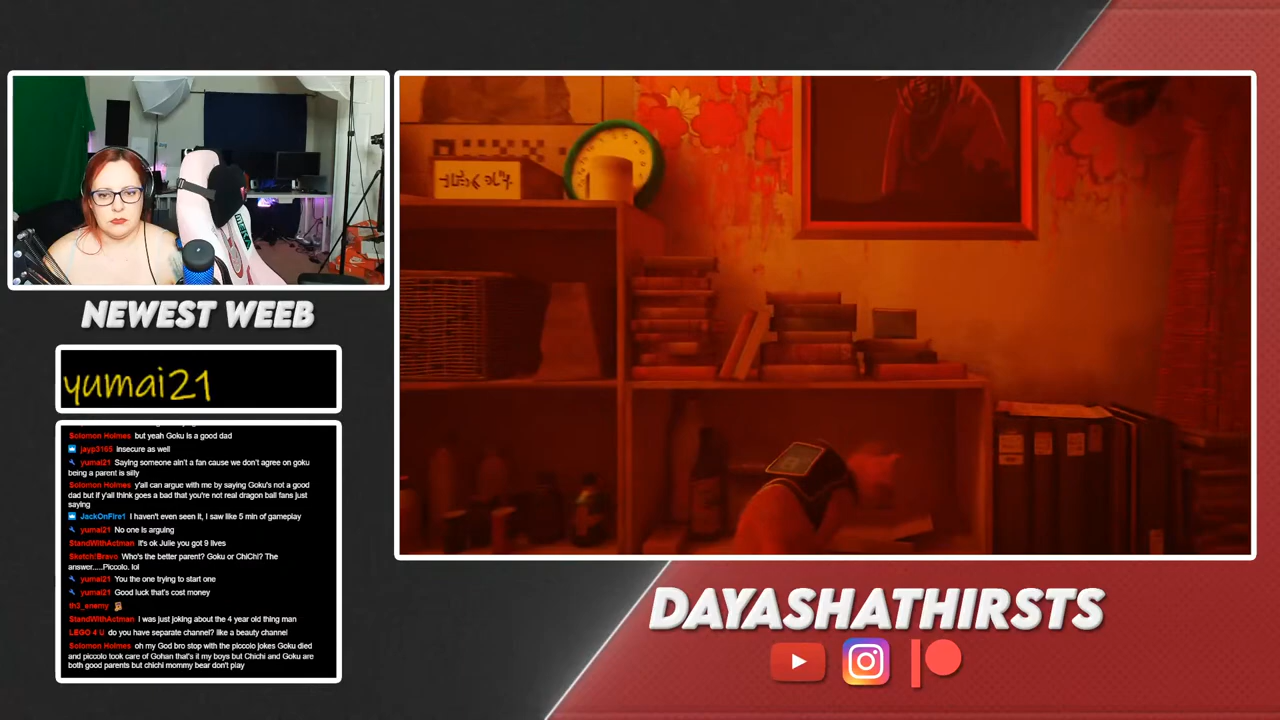 NEWEST WEEB
yumai21
Solomon Holmes but yeah Goku is a good dad
jayp3165 insecure as well
yumai21 Saying someone ain't a fan cause we don't agree on goku
being a parent is silly
Solomon Holmes y'all can argue with me by saying Goku's not a good
dad but if y'all think goes a bad that you're not real dragon ball fans just
saying
JackOnFire1 I haven't even seen it, I saw like 5 min of gameplay
yumai21 No one is arguing
StandWithActman It's ok Julie you got 9 lives
Sketch!Bravo Who's the better parent? Goku or ChiChi? The
answer.....Piccolo. lol
yumai21 You the one trying to start one
yumai21 Good luck that's cost money
th3_enemy
StandWithActman I was just joking about the 4 year old thing man
LEGO 4 U do you have separate channel? like a beauty channel
Solomon Holmes oh my God bro stop with the piccolo jokes Goku died
and piccolo took care of Gohan that's it my boys but Chichi and Goku are
both good parents but chichi mommy bear don't play
DAYASHATHIRSTS